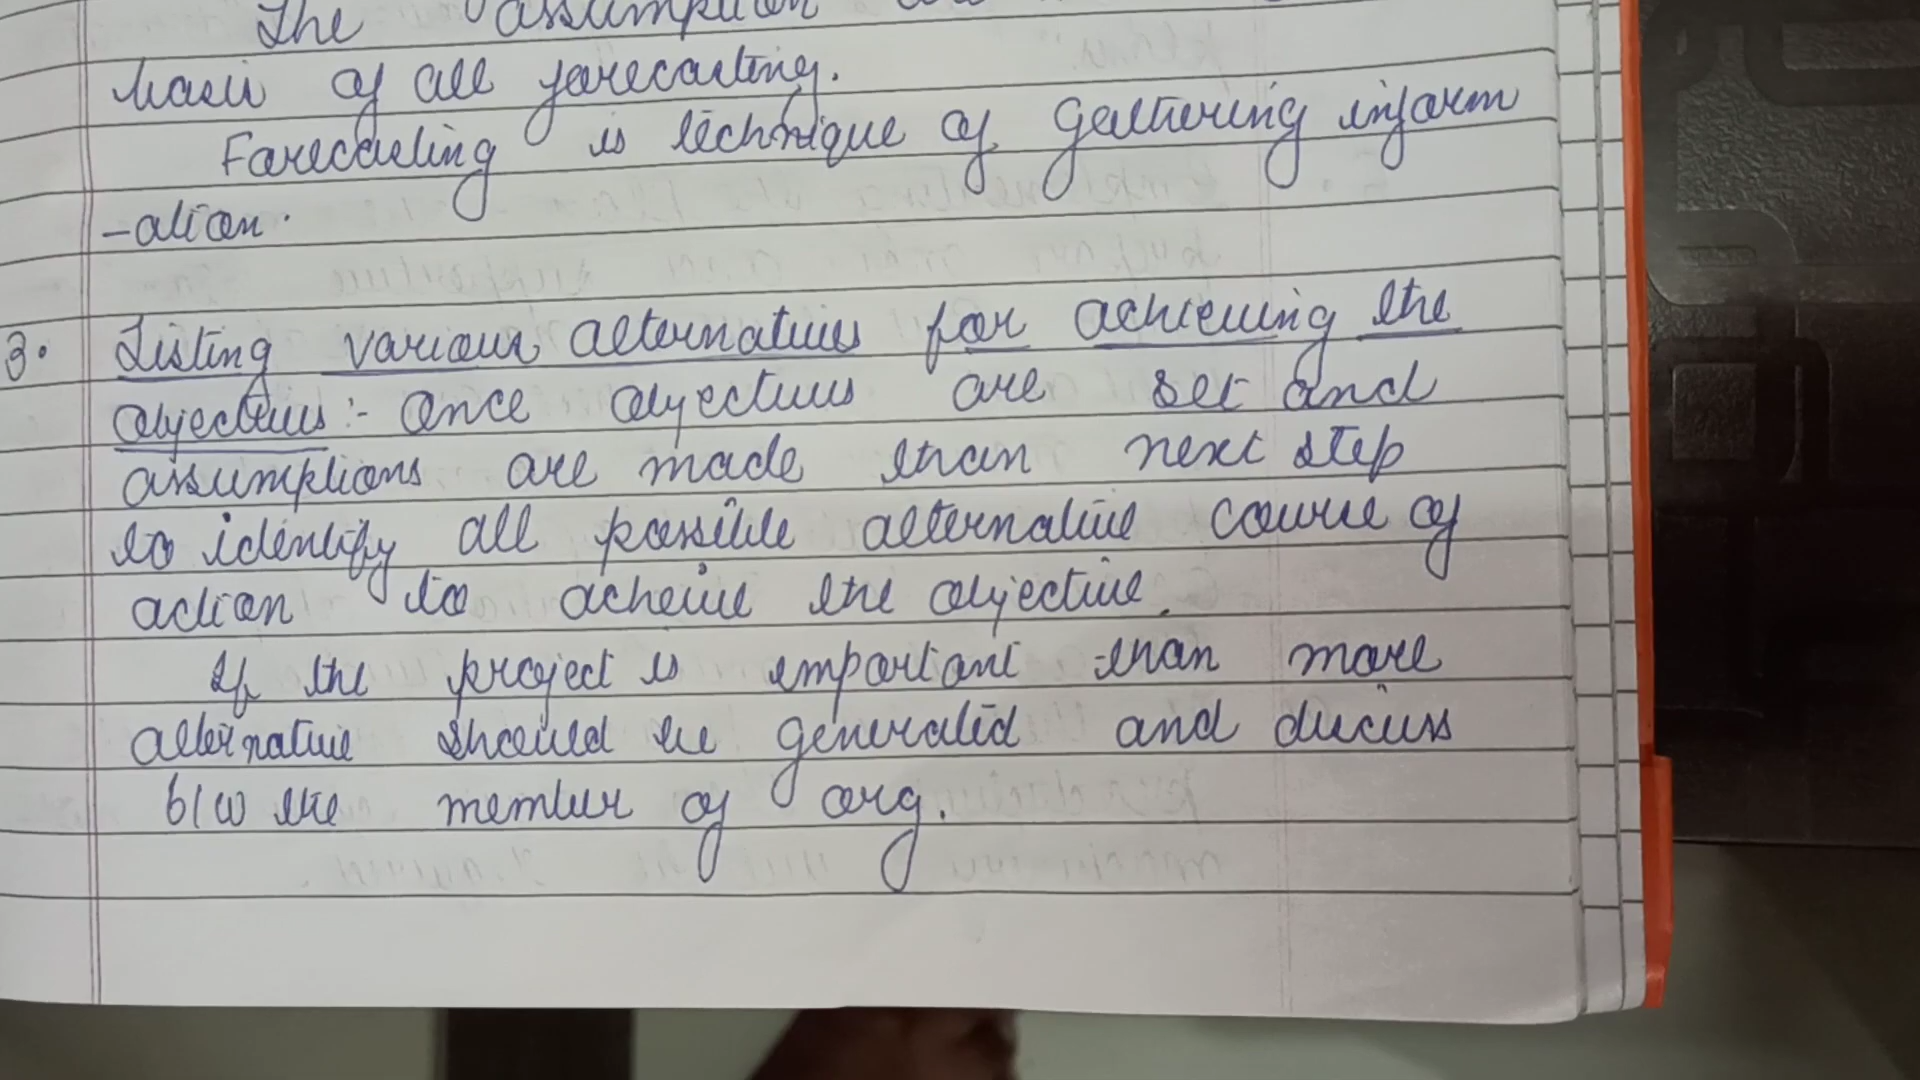 The assumption are
basis of all forecasting.
Forecasting is technique of gathering inform
-ation.
3. Listing various alternatives for achieving the
objectives :- once objectives are set and
assumptions are made than next step
to identify all possible alternative course of
action to acheive the objective.
If the project is important than more
alternative should be generated and discuss
b/w the member of org.